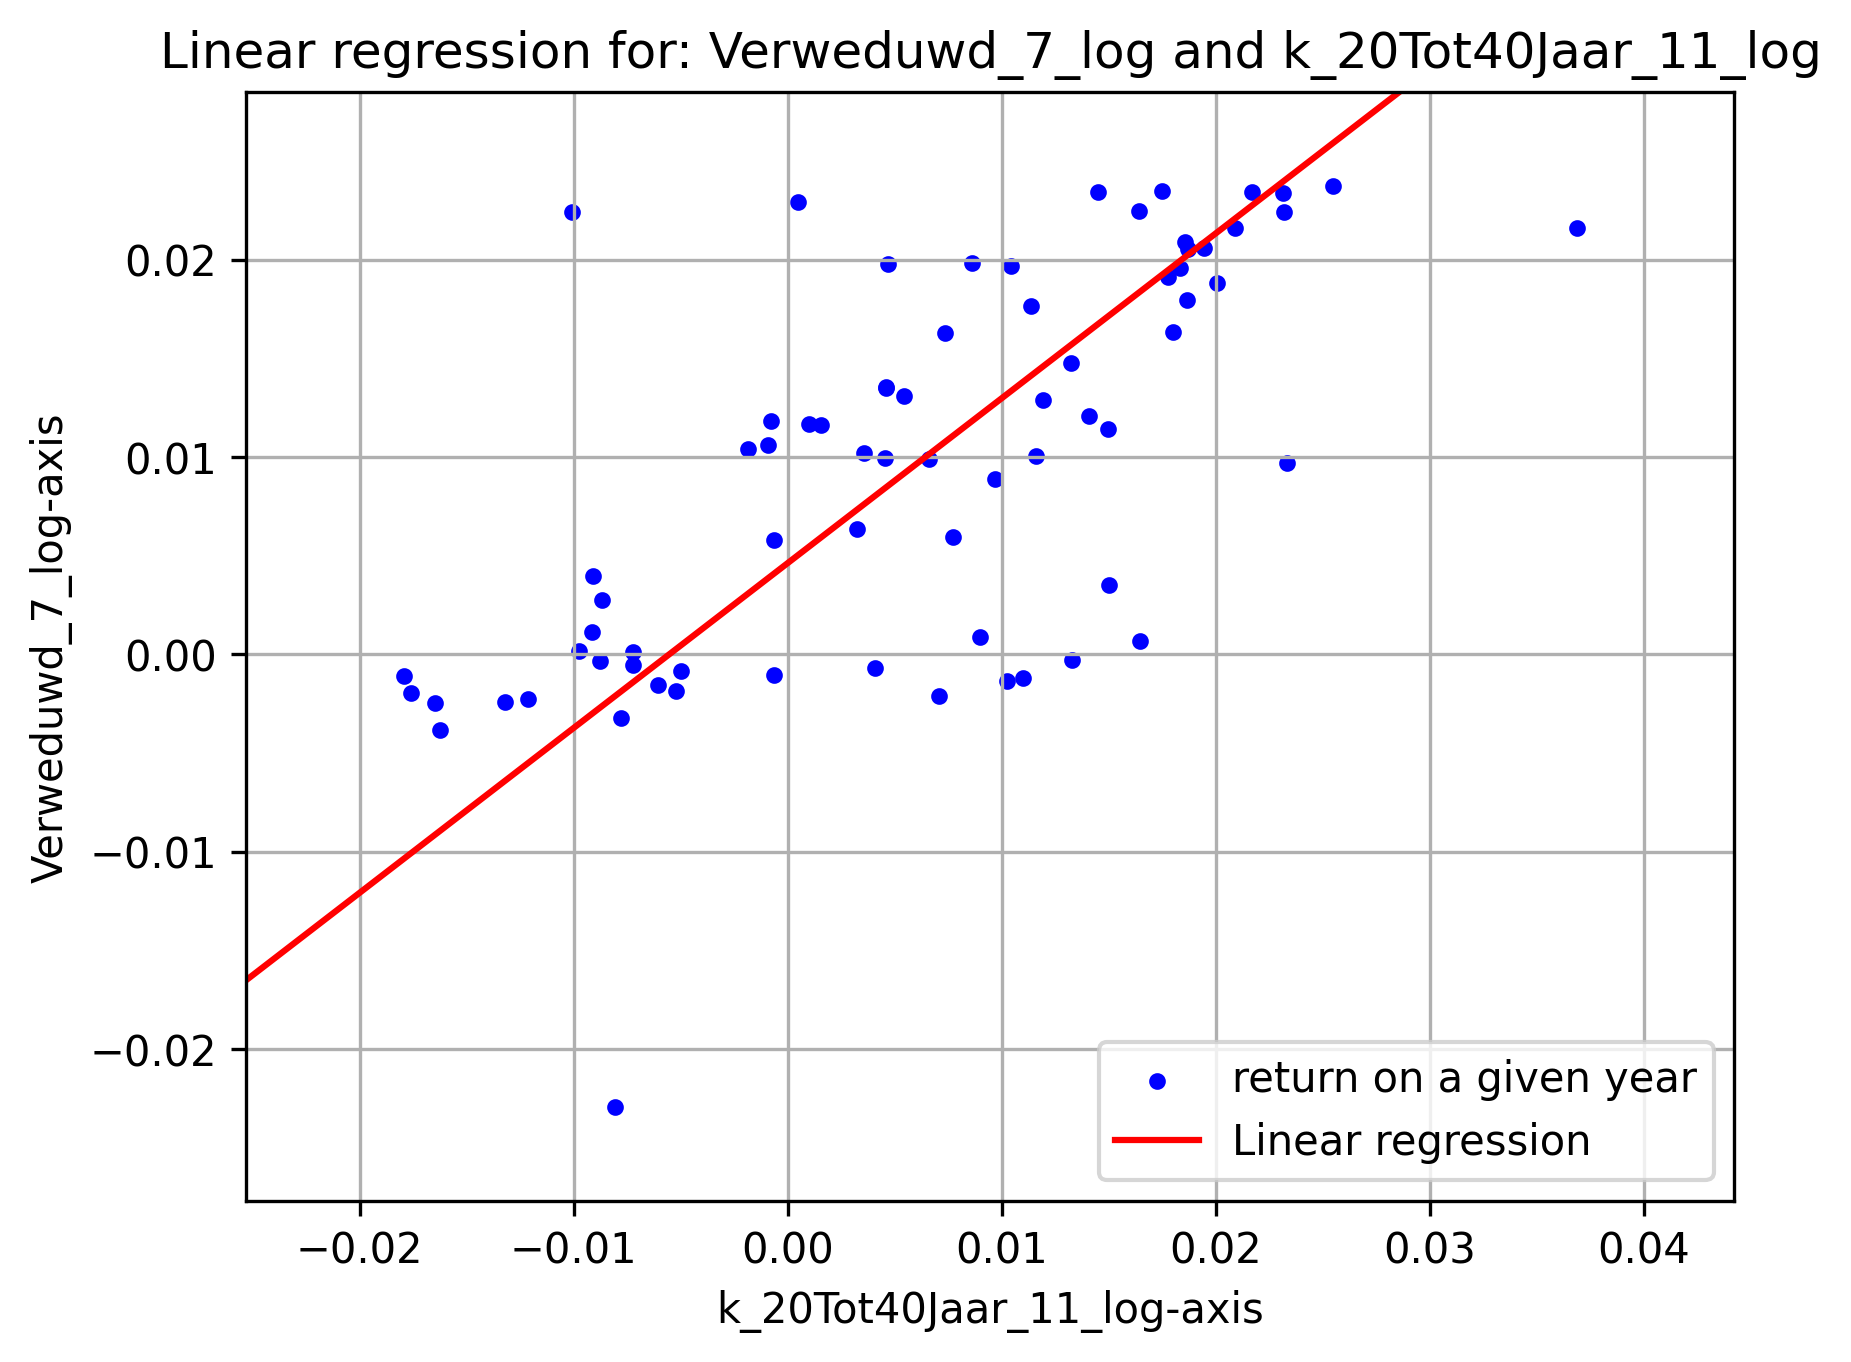 Linear regression for: Verweduwd_7_log and k_20Tot40Jaar_11_log
Verweduwd_7_log-axis
0.02
0.01
0.00
−0.01
−0.02
return on a given year
Linear regression
−0.02 −0.01 0.00 0.01 0.02 0.03 0.04
k_20Tot40Jaar_11_log-axis